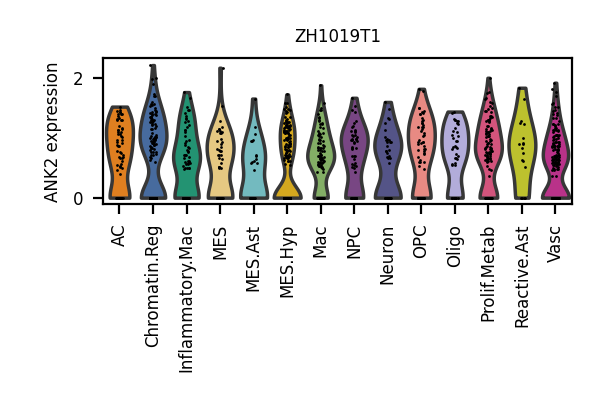 ZH1019T1
ANK2 expression
2
0
AC
Chromatin.Reg
Inflammatory.Mac
MES
MES.Ast
MES.Hyp
Mac
NPC
Neuron
OPC
Oligo
Prolif.Metab
Reactive.Ast
Vasc